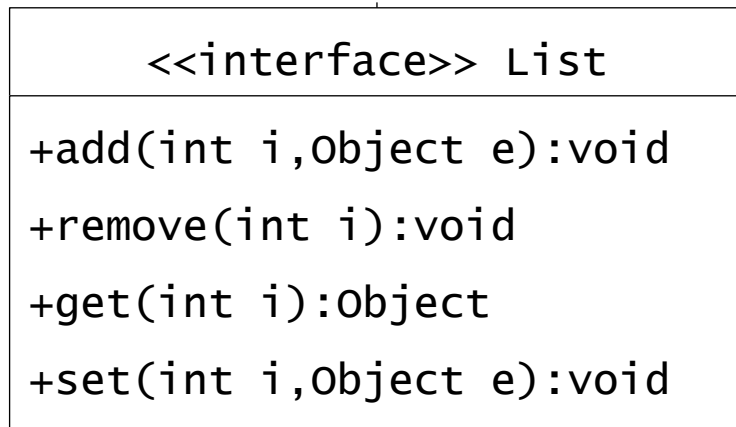 <<interface>> List
+add(int i,Object e):void
+remove(int i):void
+get(int i):Object
+set(int i,Object e):void